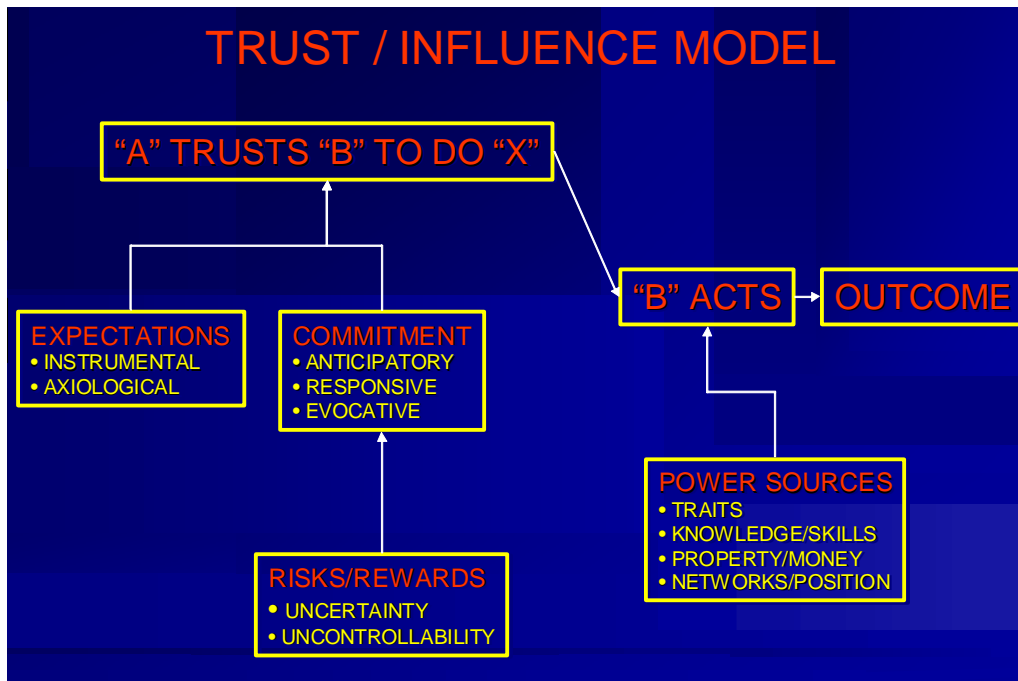 TRUST / INFLUENCE MODEL
“A” TRUSTS “B” TO DO “X”
“B” ACTS
OUTCOME
EXPECTATIONS
• INSTRUMENTAL
• AXIOLOGICAL
COMMITMENT
• ANTICIPATORY
• RESPONSIVE
• EVOCATIVE
POWER SOURCES
• TRAITS
• KNOWLEDGE/SKILLS
• PROPERTY/MONEY
• NETWORKS/POSITION
RISKS/REWARDS
• UNCERTAINTY
• UNCONTROLLABILITY